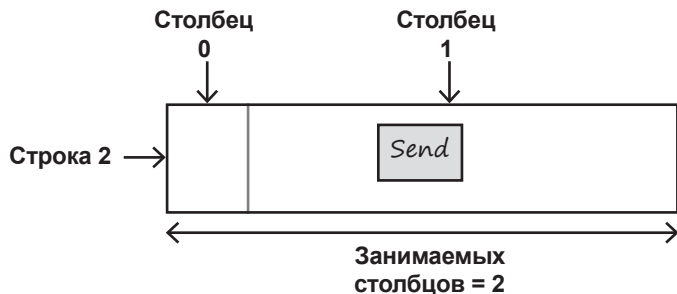 Столбец
0
Столбец
1
Строка 2
Send
Занимаемых
столбцов = 2